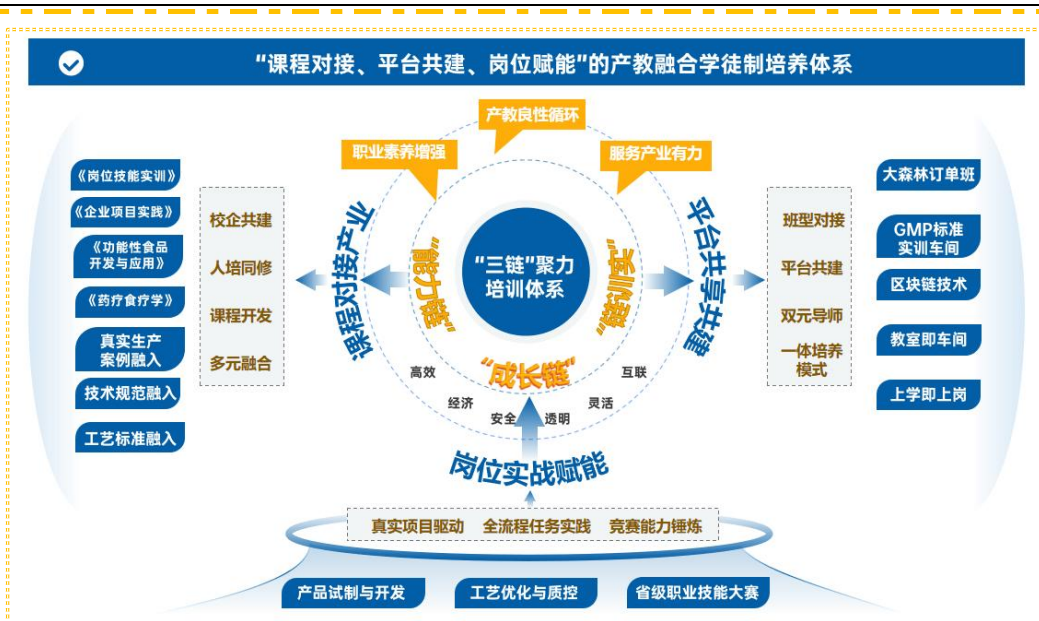 “课程对接、平台共建、岗位赋能”的产教融合学徒制培养体系
产教良性循环
职业素养增强
服务产业有力
《岗位技能实训》
《企业项目实践》
《功能性食品
开发与应用》
《药疗食疗学》
真实生产
案例融入
技术规范融入
工艺标准融入
校企共建
人培同修
课程开发
多元融合
课程对接产业
“能力链”
“三链”聚力
培训体系
“实训链”
“成长链”
高效
经济
安全
透明
灵活
互联
平台共享共建
班型对接
平台共建
双元导师
一体培养
模式
大森林订单班
GMP标准
实训车间
区块链技术
教室即车间
上学即上岗
岗位实战赋能
真实项目驱动 全流程任务实践 竞赛能力锤炼
产品试制与开发
工艺优化与质控
省级职业技能大赛